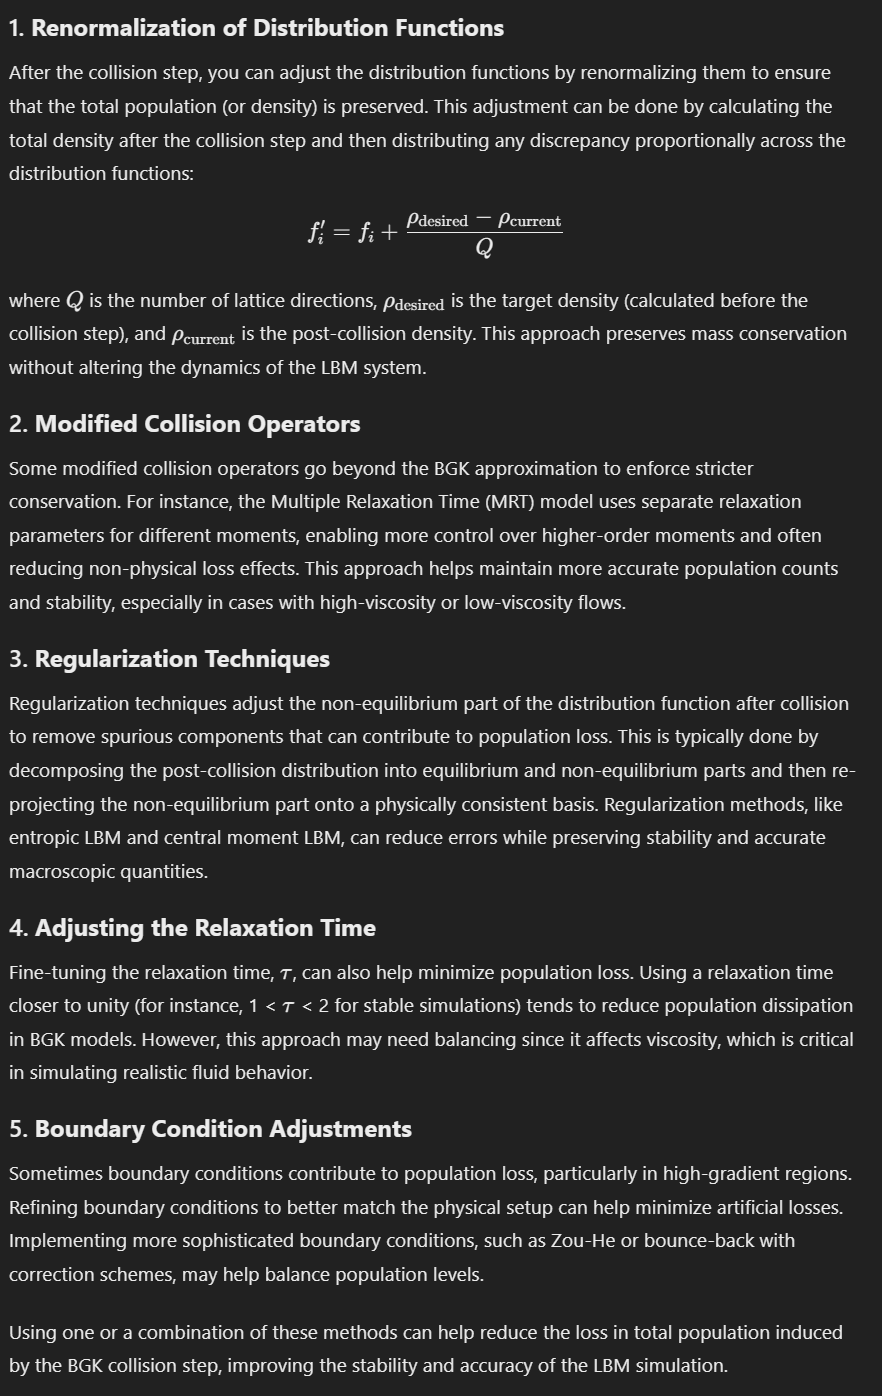 1. Renormalization of Distribution Functions
After the collision step, you can adjust the distribution functions by renormalizing them to ensure
that the total population (or density) is preserved. This adjustment can be done by calculating the
total density after the collision step and then distributing any discrepancy proportionally across the
distribution functions:
f′ᵢ = fᵢ + (ρdesired − ρcurrent) / Q
where Q is the number of lattice directions, ρdesired is the target density (calculated before the
collision step), and ρcurrent is the post-collision density. This approach preserves mass conservation
without altering the dynamics of the LBM system.
2. Modified Collision Operators
Some modified collision operators go beyond the BGK approximation to enforce stricter
conservation. For instance, the Multiple Relaxation Time (MRT) model uses separate relaxation
parameters for different moments, enabling more control over higher-order moments and often
reducing non-physical loss effects. This approach helps maintain more accurate population counts
and stability, especially in cases with high-viscosity or low-viscosity flows.
3. Regularization Techniques
Regularization techniques adjust the non-equilibrium part of the distribution function after collision
to remove spurious components that can contribute to population loss. This is typically done by
decomposing the post-collision distribution into equilibrium and non-equilibrium parts and then re-
projecting the non-equilibrium part onto a physically consistent basis. Regularization methods, like
entropic LBM and central moment LBM, can reduce errors while preserving stability and accurate
macroscopic quantities.
4. Adjusting the Relaxation Time
Fine-tuning the relaxation time, τ, can also help minimize population loss. Using a relaxation time
closer to unity (for instance, 1 < τ < 2 for stable simulations) tends to reduce population dissipation
in BGK models. However, this approach may need balancing since it affects viscosity, which is critical
in simulating realistic fluid behavior.
5. Boundary Condition Adjustments
Sometimes boundary conditions contribute to population loss, particularly in high-gradient regions.
Refining boundary conditions to better match the physical setup can help minimize artificial losses.
Implementing more sophisticated boundary conditions, such as Zou-He or bounce-back with
correction schemes, may help balance population levels.
Using one or a combination of these methods can help reduce the loss in total population induced
by the BGK collision step, improving the stability and accuracy of the LBM simulation.